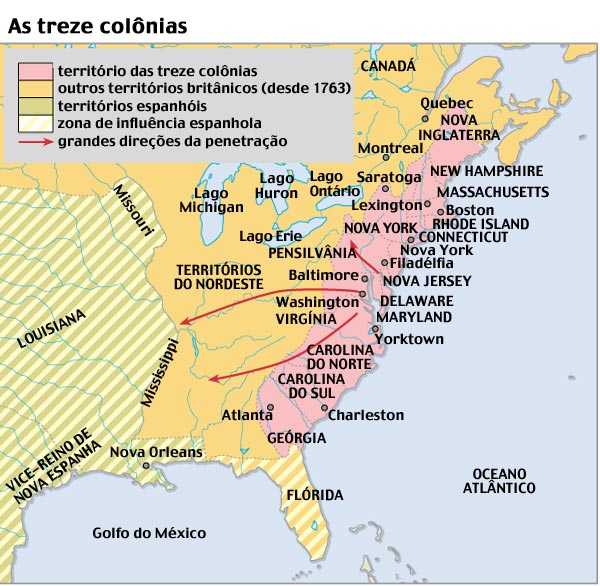 As treze colônias
território das treze colônias
outros territórios britânicos (desde 1763)
territórios espanhóis
zona de influência espanhola
grandes direções da penetração
CANADÁ
Quebec
NOVA
INGLATERRA
Montreal
Saratoga
NEW HAMPSHIRE
Lago
Michigan
Lago
Huron
Lago
Ontário
Missouri
MASSACHUSETTS
Lexington
Boston
RHODE ISLAND
Lago Erie
NOVA YORK
CONNECTICUT
Nova York
PENSILVÂNIA
Filadélfia
TERRITÓRIOS
DO NORDESTE
Baltimore
NOVA JERSEY
Washington
DELAWARE
VIRGÍNIA
MARYLAND
LOUISIANA
Yorktown
Mississippi
CAROLINA
DO NORTE
CAROLINA
DO SUL
Atlanta
Charleston
GEÓRGIA
VICE-REINO DE
NOVA ESPANHA
Nova Orleans
FLÓRIDA
OCEANO
ATLÂNTICO
Golfo do México